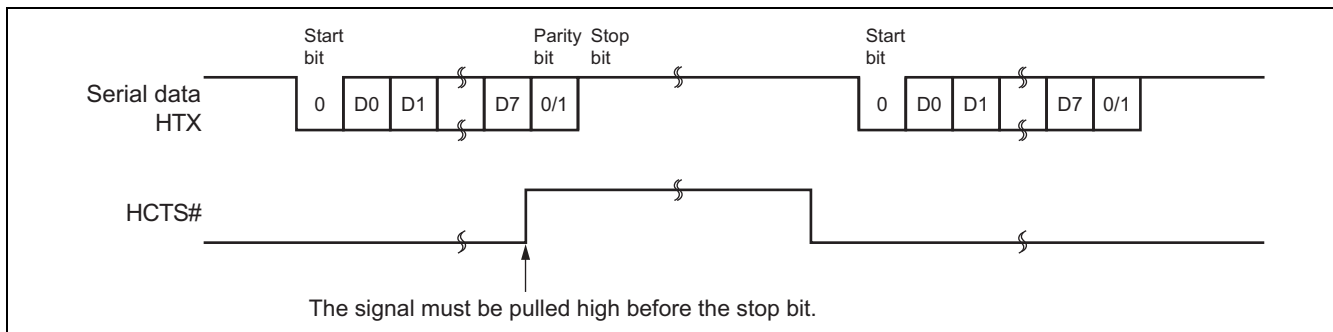 Start bit Parity bit Stop bit Start bit
Serial data HTX 0 D0 D1 D7 0/1 0 D0 D1 D7 0/1
HCTS#
The signal must be pulled high before the stop bit.